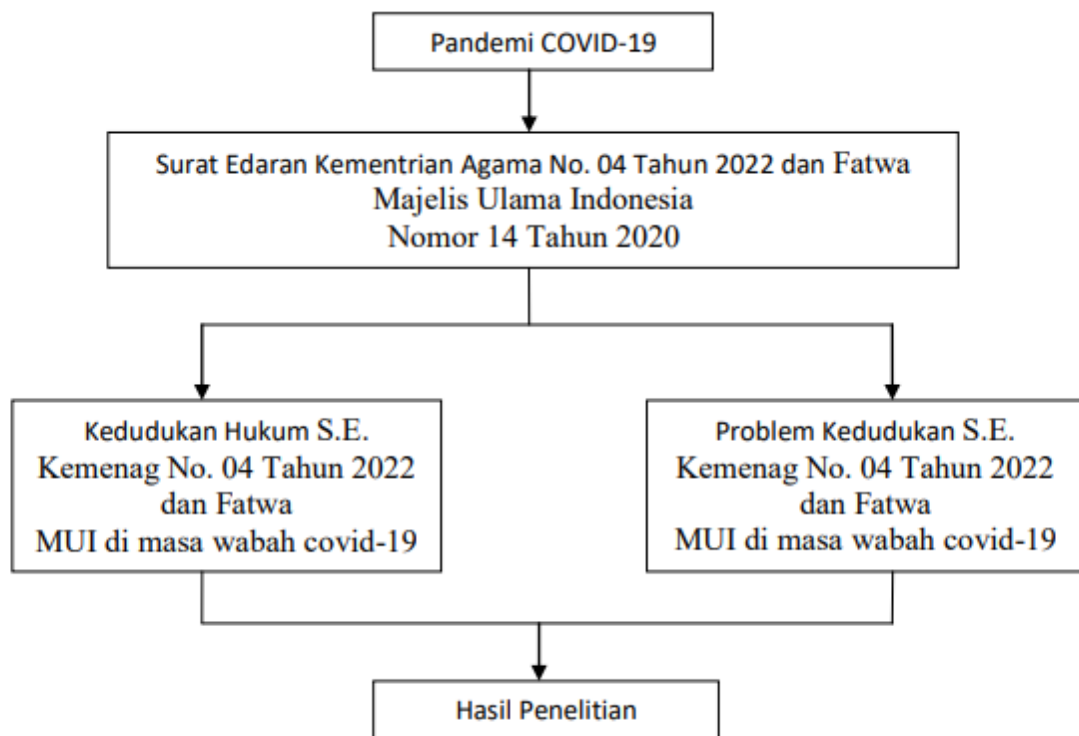 Pandemi COVID-19
Surat Edaran Kementrian Agama No. 04 Tahun 2022 dan Fatwa
Majelis Ulama Indonesia
Nomor 14 Tahun 2020
Kedudukan Hukum S.E.
Kemenag No. 04 Tahun 2022
dan Fatwa
MUI di masa wabah covid-19
Problem Kedudukan S.E.
Kemenag No. 04 Tahun 2022
dan Fatwa
MUI di masa wabah covid-19
Hasil Penelitian